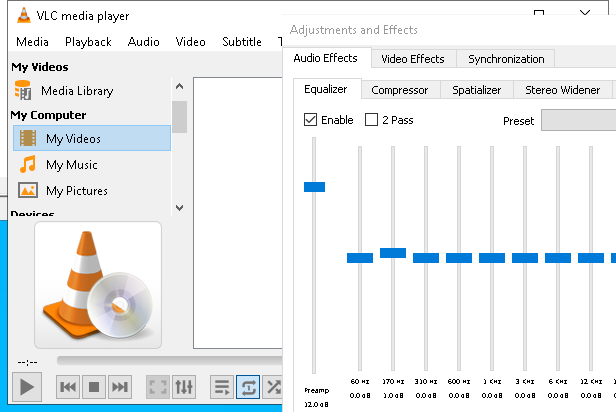 VLC media player
Media Playback Audio Video Subtitle T
My Videos
Media Library
My Computer
My Videos
My Music
My Pictures
Devices
--:--
Adjustments and Effects
Audio Effects Video Effects Synchronization
Equalizer Compressor Spatializer Stereo Widener
Enable 2 Pass Preset
60 Hz 170 Hz 310 Hz 600 Hz 1 KHz 3 KHz 6 KHz 12 KHz
Preamp 0.0 dB 1.0 dB 0.0 dB 0.0 dB 0.0 dB 0.0 dB 0.0 dB 0.0 dB
12.0 dB